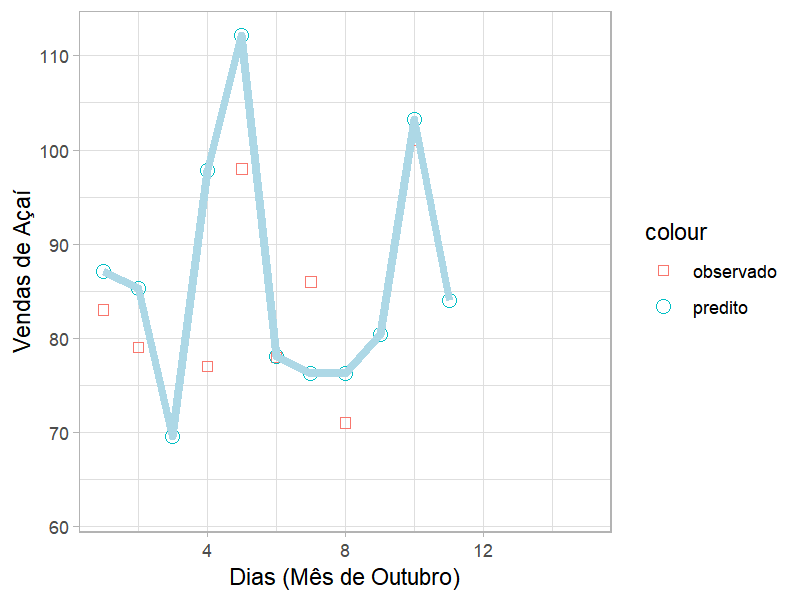 110
100
90
80
70
60
4
8
12
Vendas de Açaí
Dias (Mês de Outubro)
colour
observado
predito